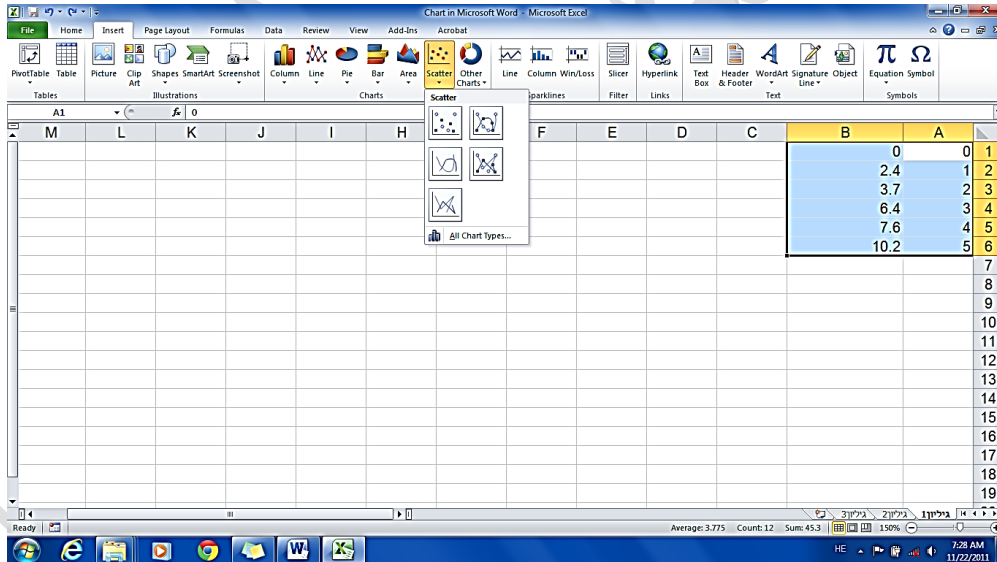 Chart in Microsoft Word - Microsoft Excel
File Home Insert Page Layout Formulas Data Review View Add-Ins Acrobat
PivotTable Table Picture Clip Art Shapes SmartArt Screenshot Column Line Pie Bar Area Scatter Other Charts Line Column Win/Loss Slicer Hyperlink Text Box Header & Footer WordArt Signature Line Object Equation Symbol
Tables Illustrations Charts Sparklines Filter Links Text Symbols
A1 fx 0
Scatter
All Chart Types...
M L K J I H F E D C B A
0 0 1
2.4 1 2
3.7 2 3
6.4 3 4
7.6 4 5
10.2 5 6
7
8
9
10
11
12
13
14
15
16
17
18
19
גיליון1 גיליון2 גיליון3
Ready Average: 3.775 Count: 12 Sum: 45.3 150%
HE 7:28 AM
11/22/2011